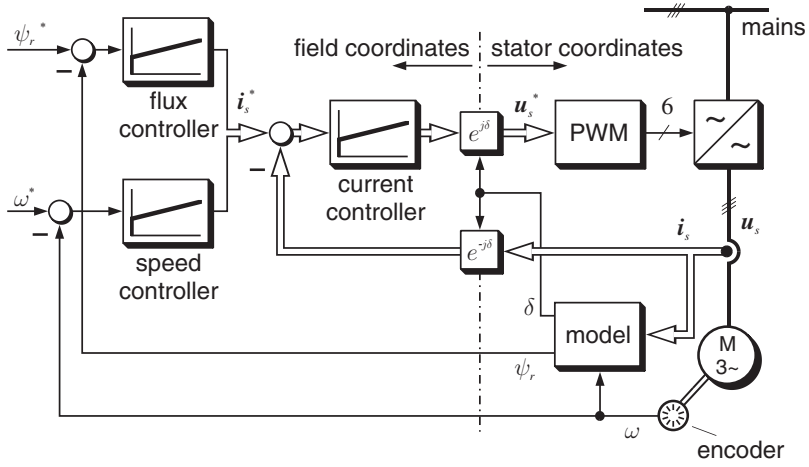 mains
ψᵣ*
−
flux
controller
field coordinates
stator coordinates
iₛ*
−
current
controller
e^{jδ}
uₛ*
PWM
6
~
~
ω*
−
speed
controller
e^{-jδ}
iₛ
uₛ
δ
model
M
3~
ψᵣ
ω
encoder